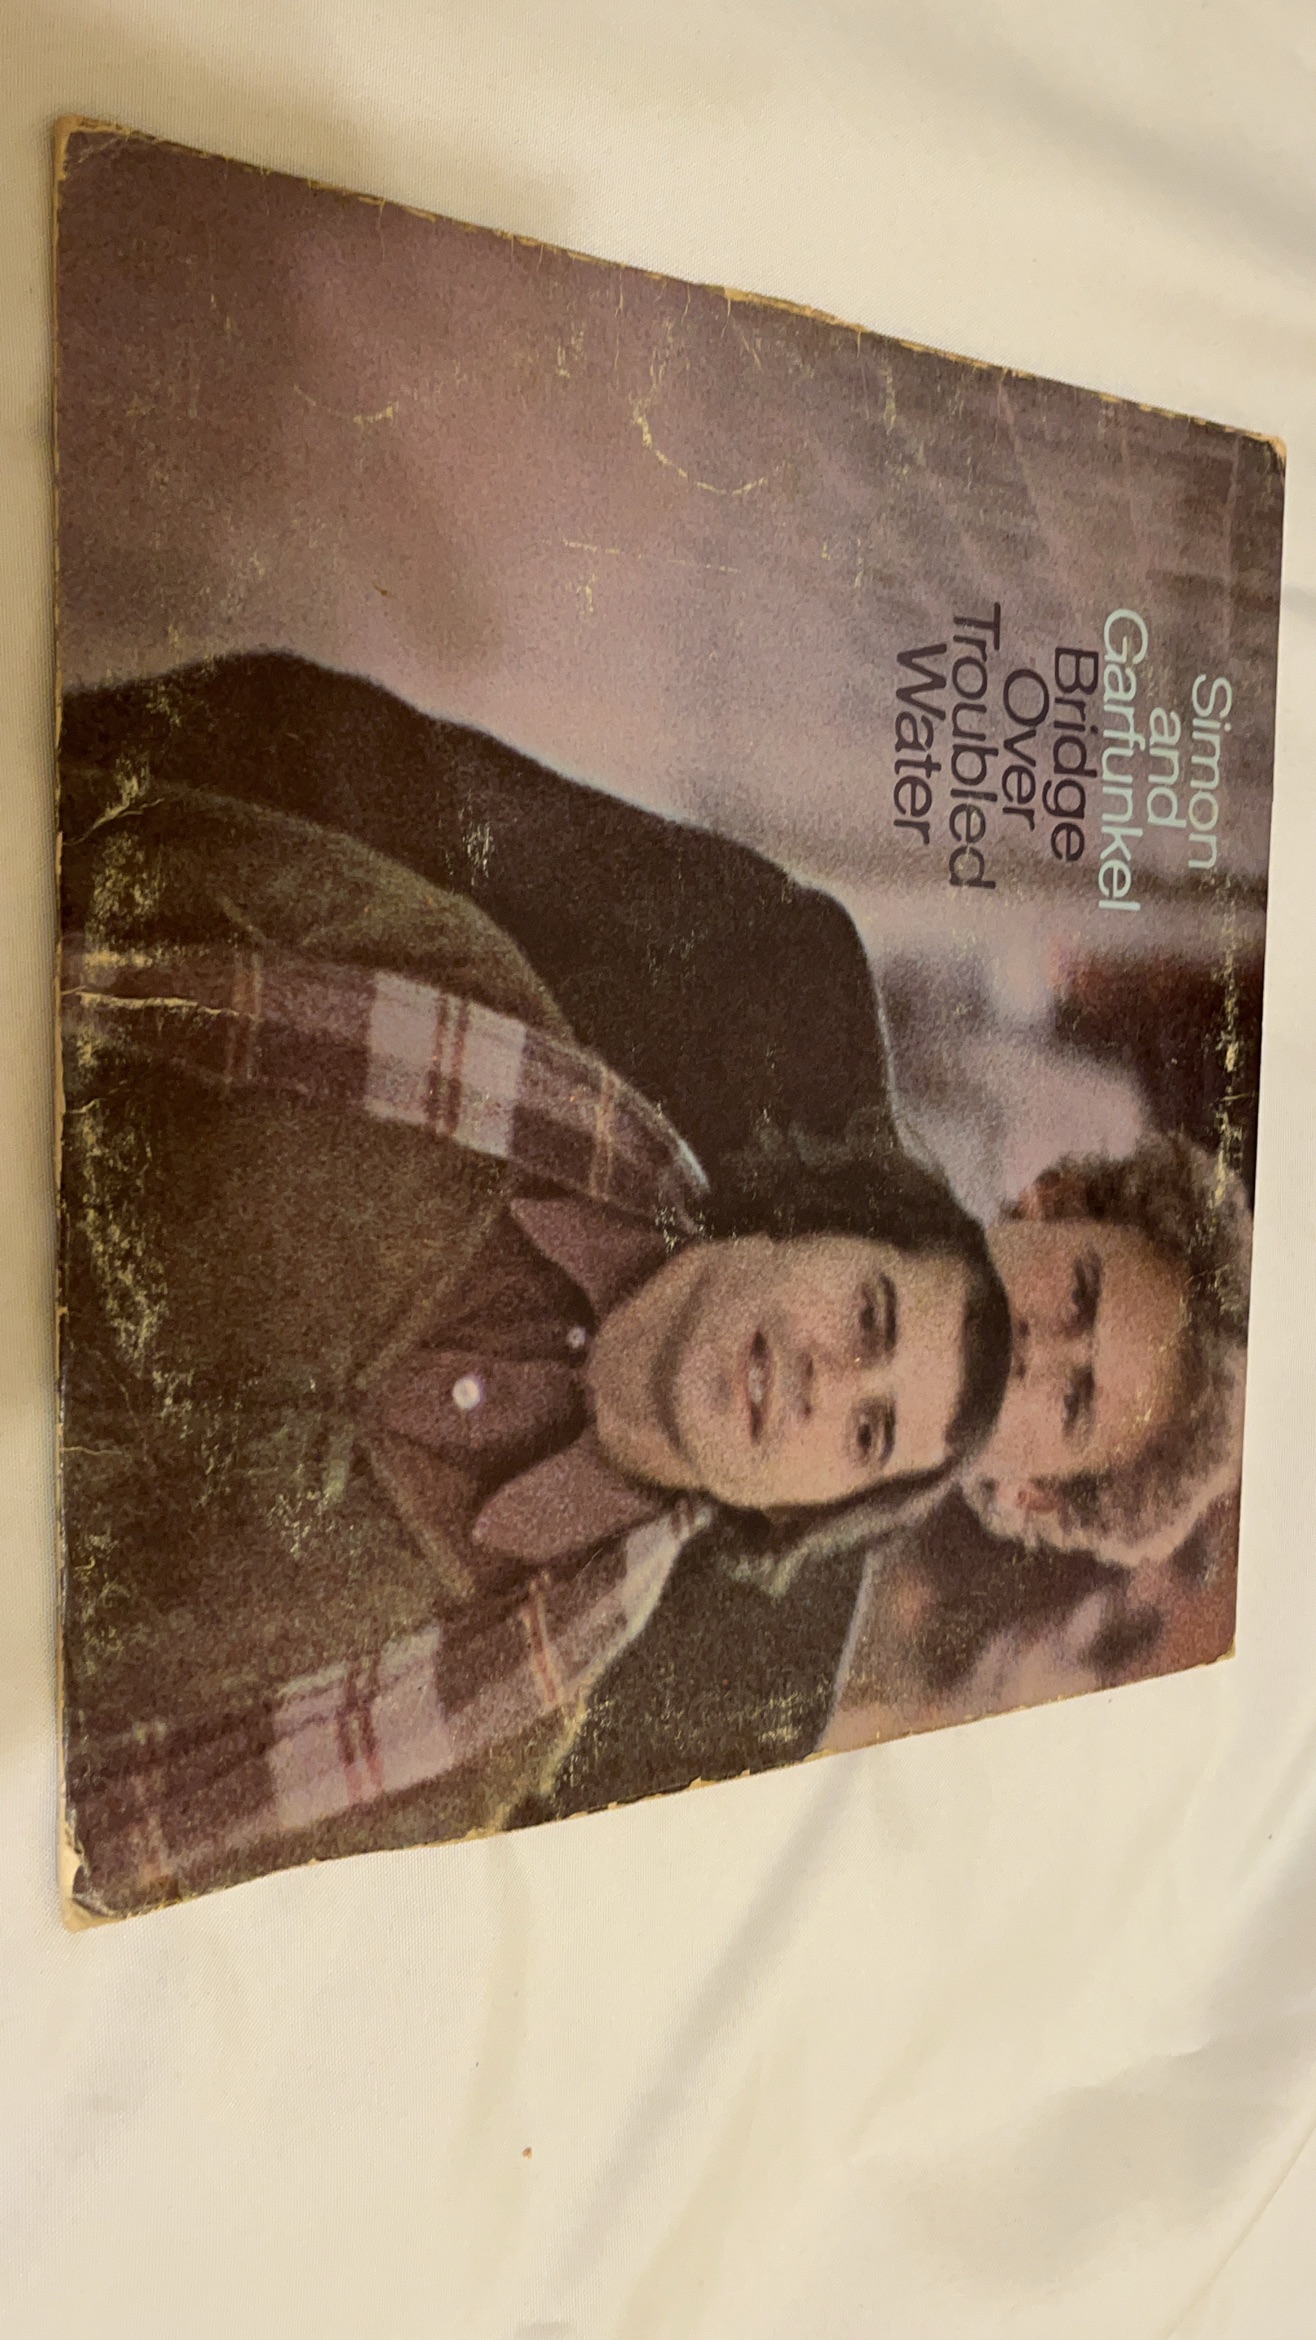 Simon
and
Garfunkel
Bridge
Over
Troubled
Water